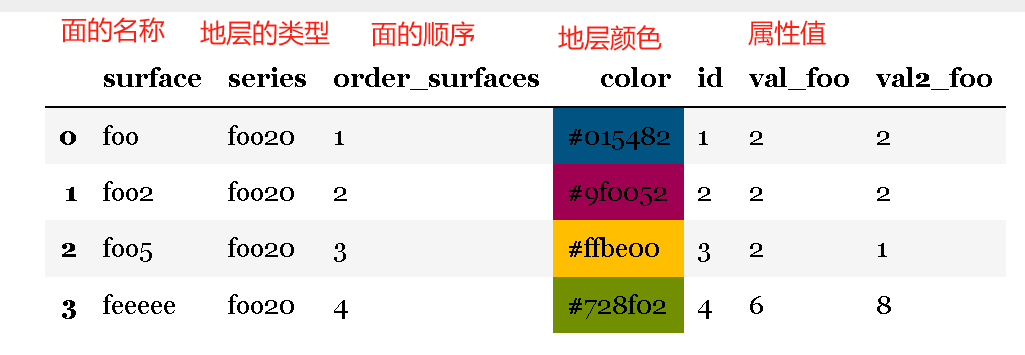 面的名称 地层的类型 面的顺序 地层颜色 属性值
surface series order_surfaces color id val_foo val2_foo
0 foo foo20 1 #015482 1 2 2
1 foo2 foo20 2 #9f0052 2 2 2
2 foo5 foo20 3 #ffbe00 3 2 1
3 feeeee foo20 4 #728f02 4 6 8